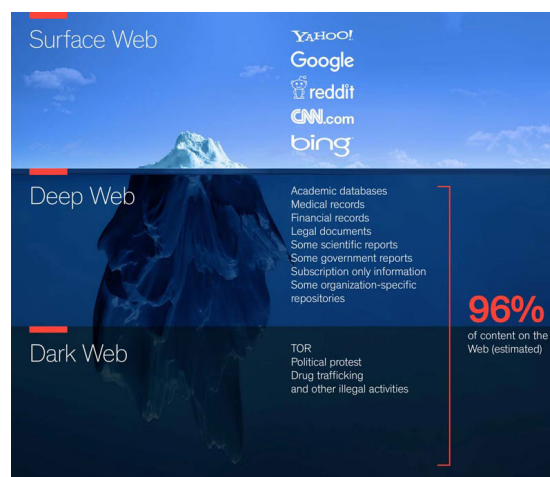 Surface Web
YAHOO!
Google
reddit
CNN.com
bing
Deep Web
Academic databases
Medical records
Financial records
Legal documents
Some scientific reports
Some government reports
Subscription only information
Some organization-specific
repositories
96%
of content on the
Web (estimated)
Dark Web
TOR
Political protest
Drug trafficking
and other illegal activities